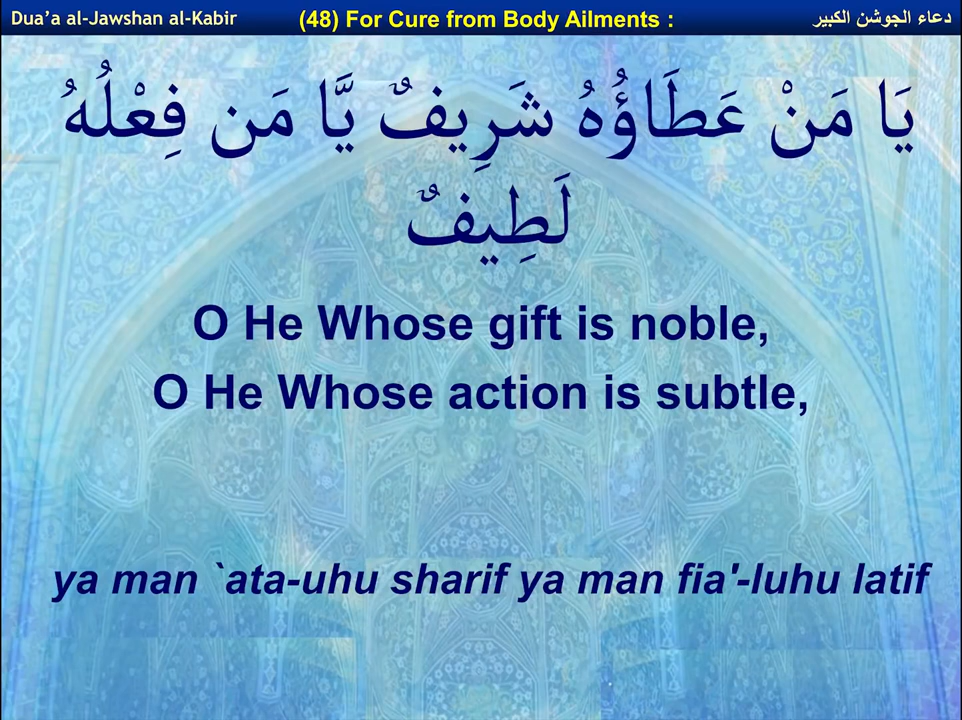 Dua’a al-Jawshan al-Kabir (48) For Cure from Body Ailments : دعاء الجوشن الكبير
يَا مَنْ عَطَاؤُهُ شَرِيفٌ يَّا مَن فِعْلُهُ
لَطِيفٌ
O He Whose gift is noble,
O He Whose action is subtle,
ya man `ata-uhu sharif ya man fia'-luhu latif